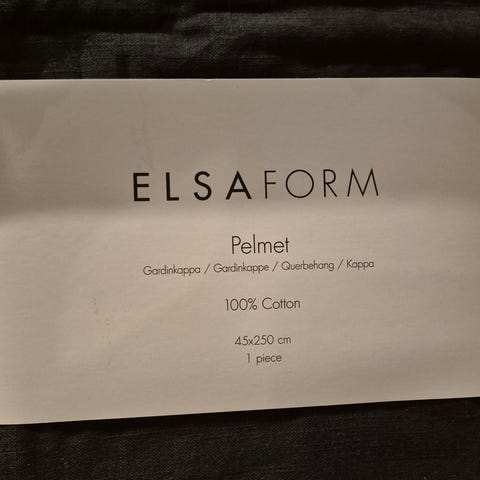 ELSAFORM
Pelmet
Gardinkappa / Gardinkappe / Querbehang / Kappa
100% Cotton
45x250 cm
1 piece